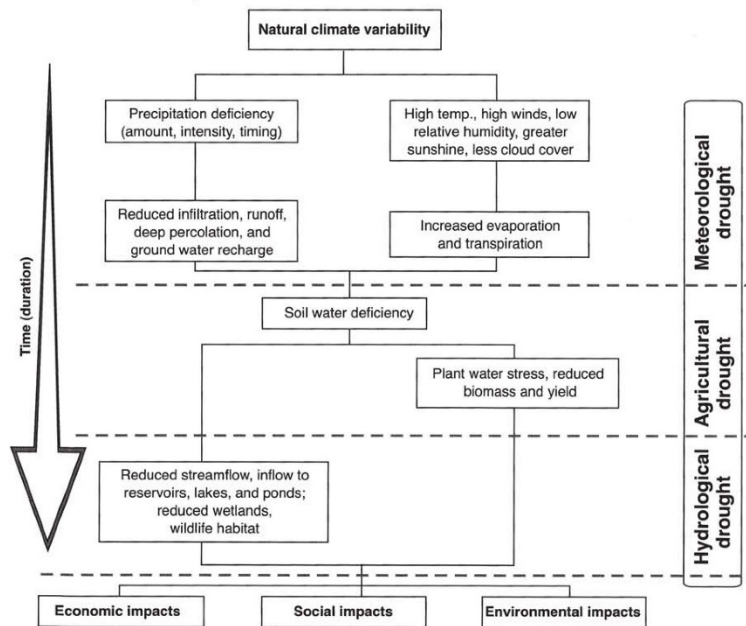 Natural climate variability
Precipitation deficiency
(amount, intensity, timing)
High temp., high winds, low
relative humidity, greater
sunshine, less cloud cover
Reduced infiltration, runoff,
deep percolation, and
ground water recharge
Increased evaporation
and transpiration
Meteorological
drought
Time (duration)
Soil water deficiency
Plant water stress, reduced
biomass and yield
Agricultural
drought
Reduced streamflow, inflow to
reservoirs, lakes, and ponds;
reduced wetlands,
wildlife habitat
Hydrological
drought
Economic impacts
Social impacts
Environmental impacts